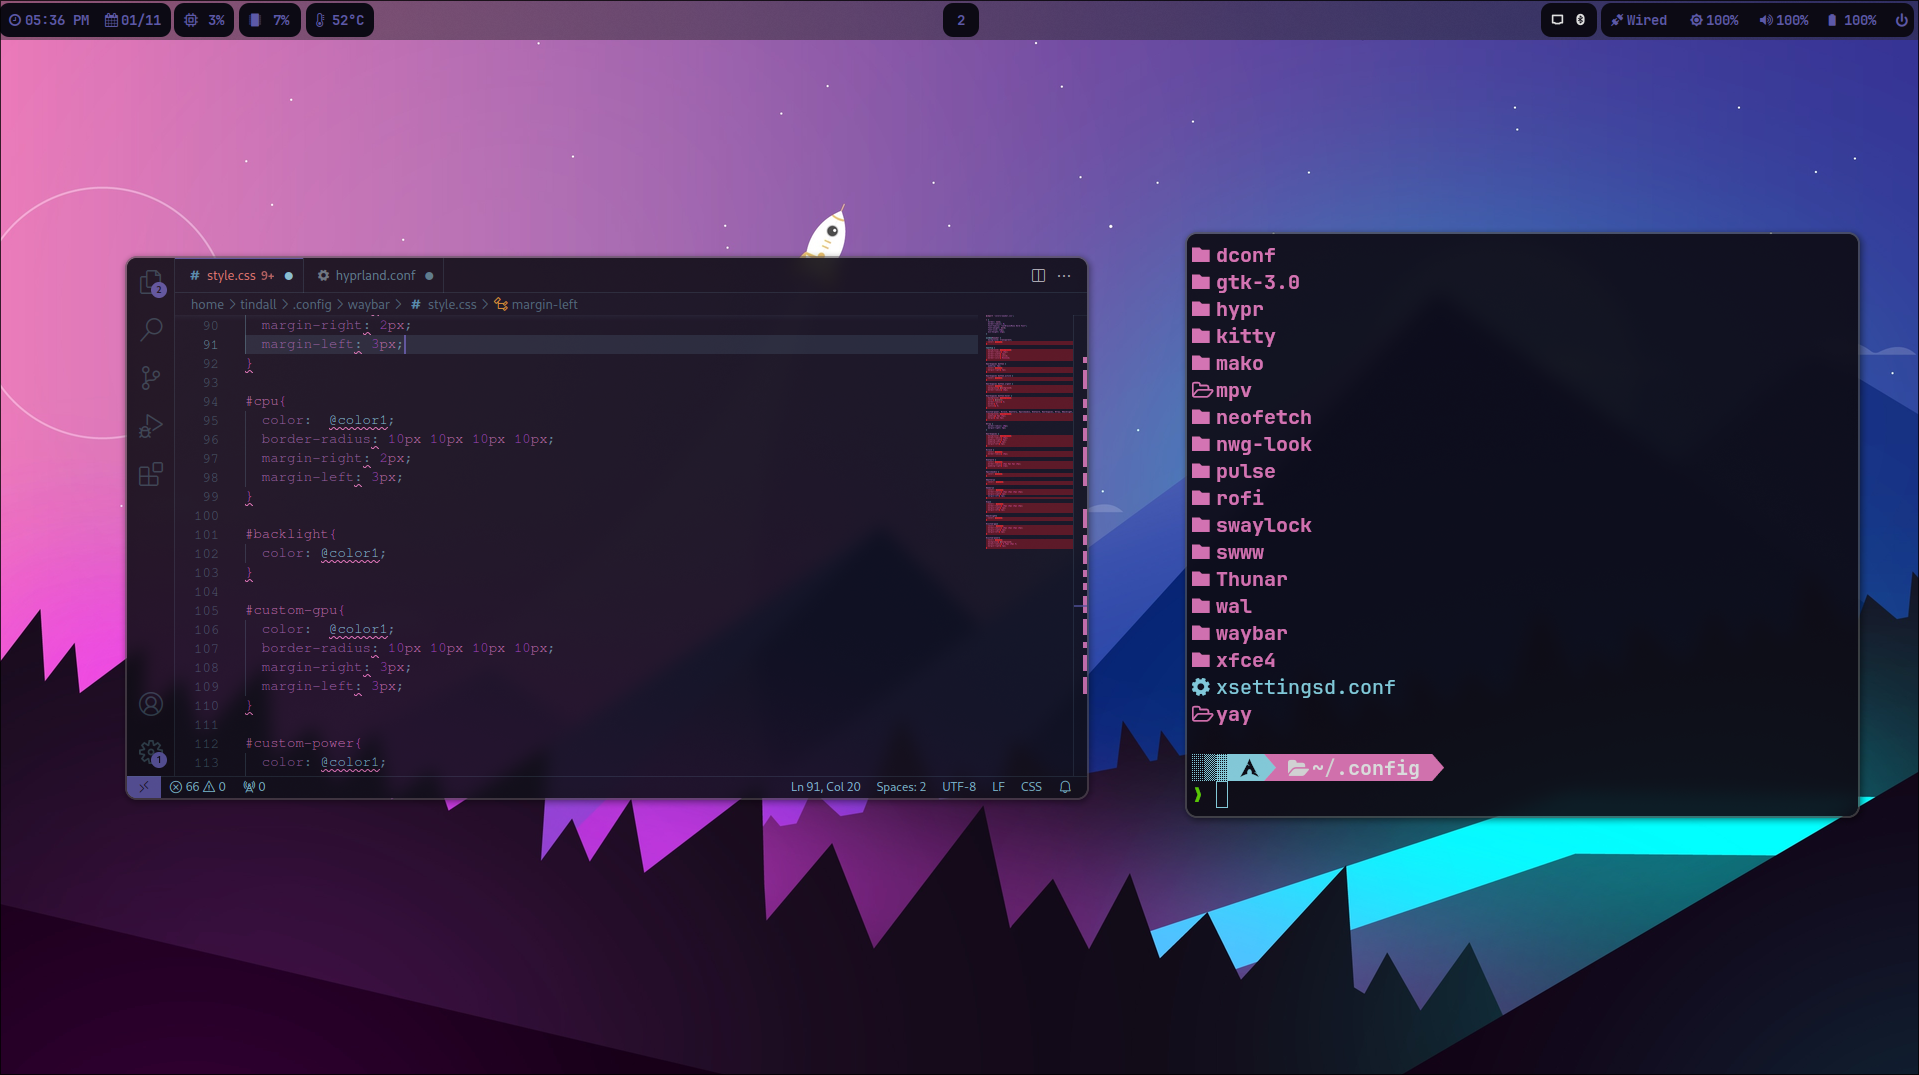 05:36 PM 01/11 3% 7% 52°C 2 Wired 100% 100% 100%
# style.css 9+ hyprland.conf
home > tindall > .config > waybar > # style.css > margin-left
90 margin-right: 2px;
91 margin-left: 3px;
92 }
93
94 #cpu{
95 color:  @color1;
96 border-radius: 10px 10px 10px 10px;
97 margin-right: 2px;
98 margin-left: 3px;
99 }
100
101 #backlight{
102 color: @color1;
103 }
104
105 #custom-gpu{
106 color:  @color1;
107 border-radius: 10px 10px 10px 10px;
108 margin-right: 3px;
109 margin-left: 3px;
110 }
111
112 #custom-power{
113 color: @color1;
2
1
66 0 0 Ln 91, Col 20 Spaces: 2 UTF-8 LF CSS
dconf
gtk-3.0
hypr
kitty
mako
mpv
neofetch
nwg-look
pulse
rofi
swaylock
swww
Thunar
wal
waybar
xfce4
xsettingsd.conf
yay
~/.config
❯